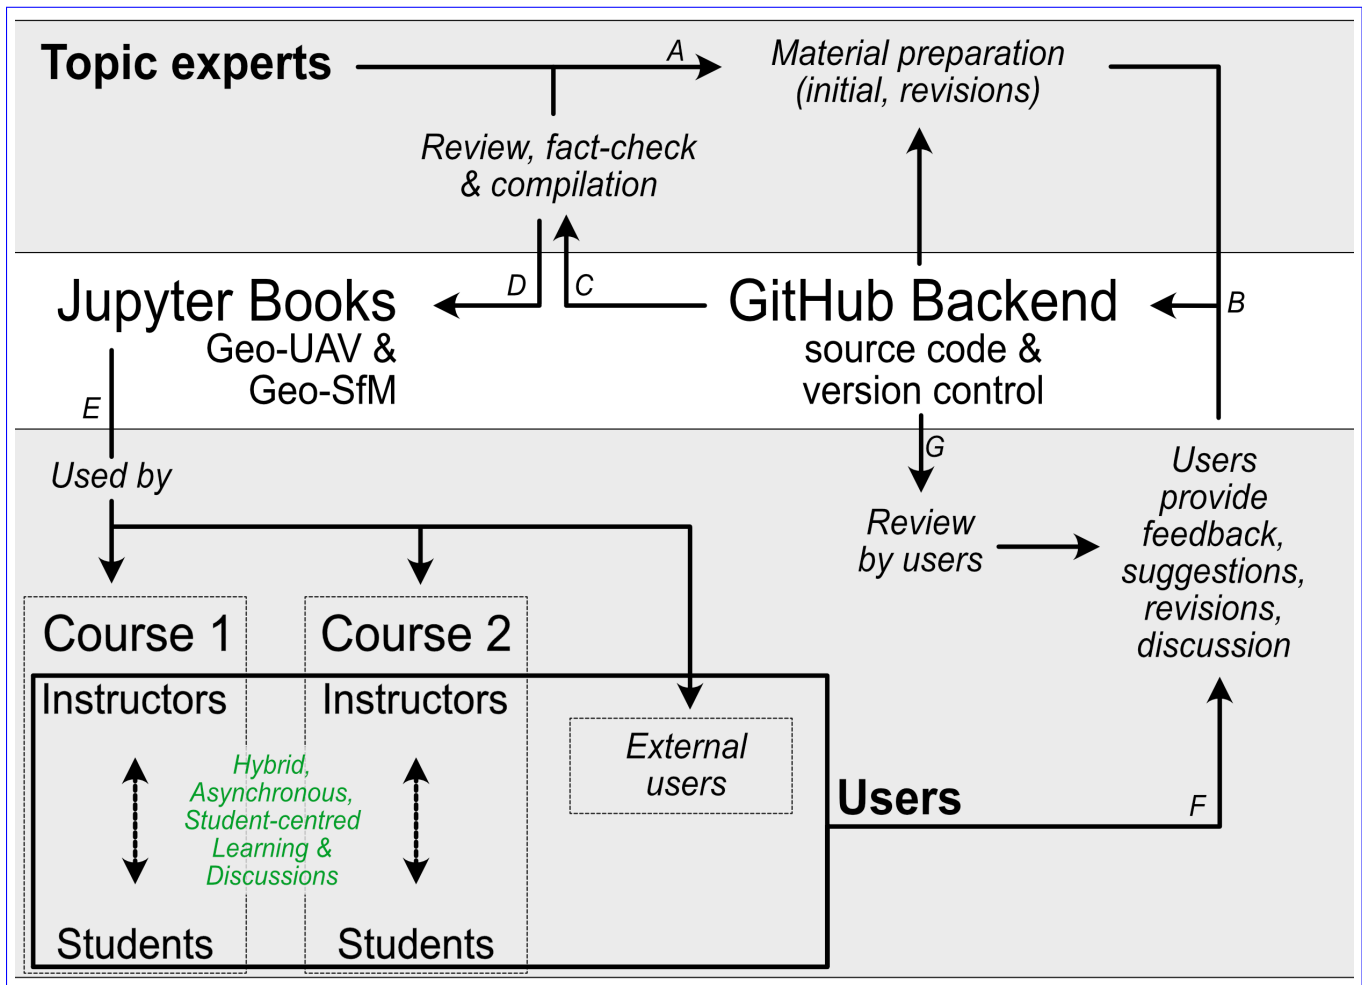 Topic experts
A
Material preparation
(initial, revisions)
Review, fact-check
& compilation
Jupyter Books
Geo-UAV &
Geo-SfM
D
C
GitHub Backend
source code &
version control
B
E
Used by
G
Review
by users
Users
provide
feedback,
suggestions,
revisions,
discussion
Course 1
Instructors
Students
Hybrid,
Asynchronous,
Student-centred
Learning &
Discussions
Course 2
Instructors
Students
External
users
Users
F